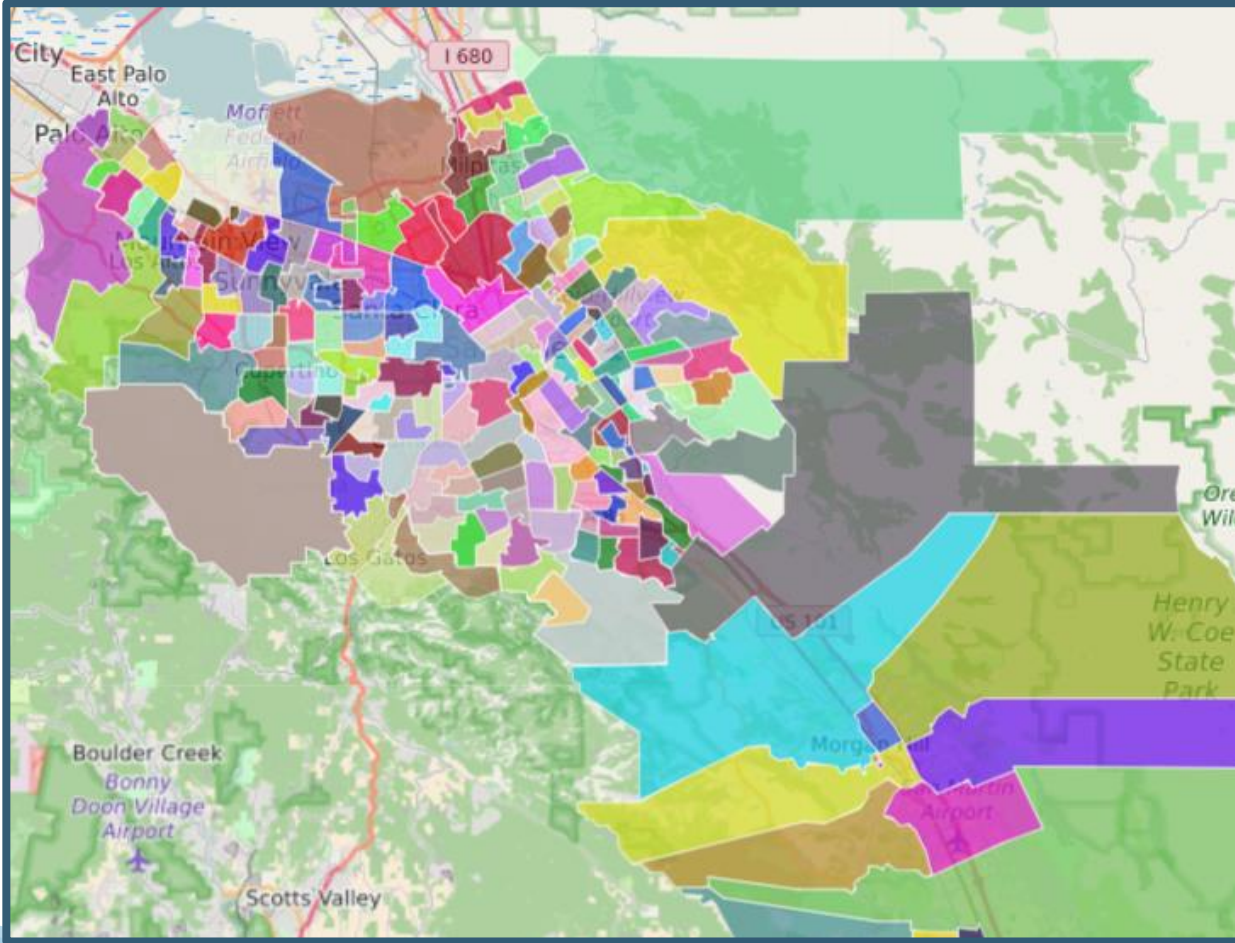 City
I 680
East Palo
Alto
Moffett
Federal
Airfield
Palo Alto
Milpitas
Mountain View
Los Altos
Sunnyvale
Santa Clara
Cupertino
Los Gatos
US 101
Ore
Wil
Henry
W. Coe
State
Park
Morgan Hill
San Martin
Airport
Boulder Creek
Bonny
Doon Village
Airport
Scotts Valley